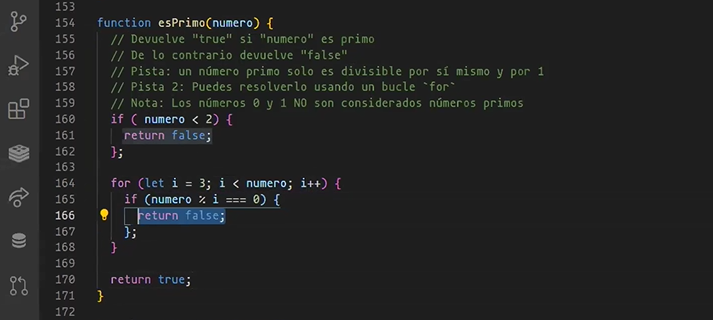 153
154 function esPrimo(numero) {
155 // Devuelve "true" si "numero" es primo
156 // De lo contrario devuelve "false"
157 // Pista: un número primo solo es divisible por sí mismo y por 1
158 // Pista 2: Puedes resolverlo usando un bucle `for`
159 // Nota: Los números 0 y 1 NO son considerados números primos
160 if ( numero < 2) {
161 return false;
162 };
163
164 for (let i = 3; i < numero; i++) {
165 if (numero % i === 0) {
166 return false;
167 };
168 }
169
170 return true;
171 }
172